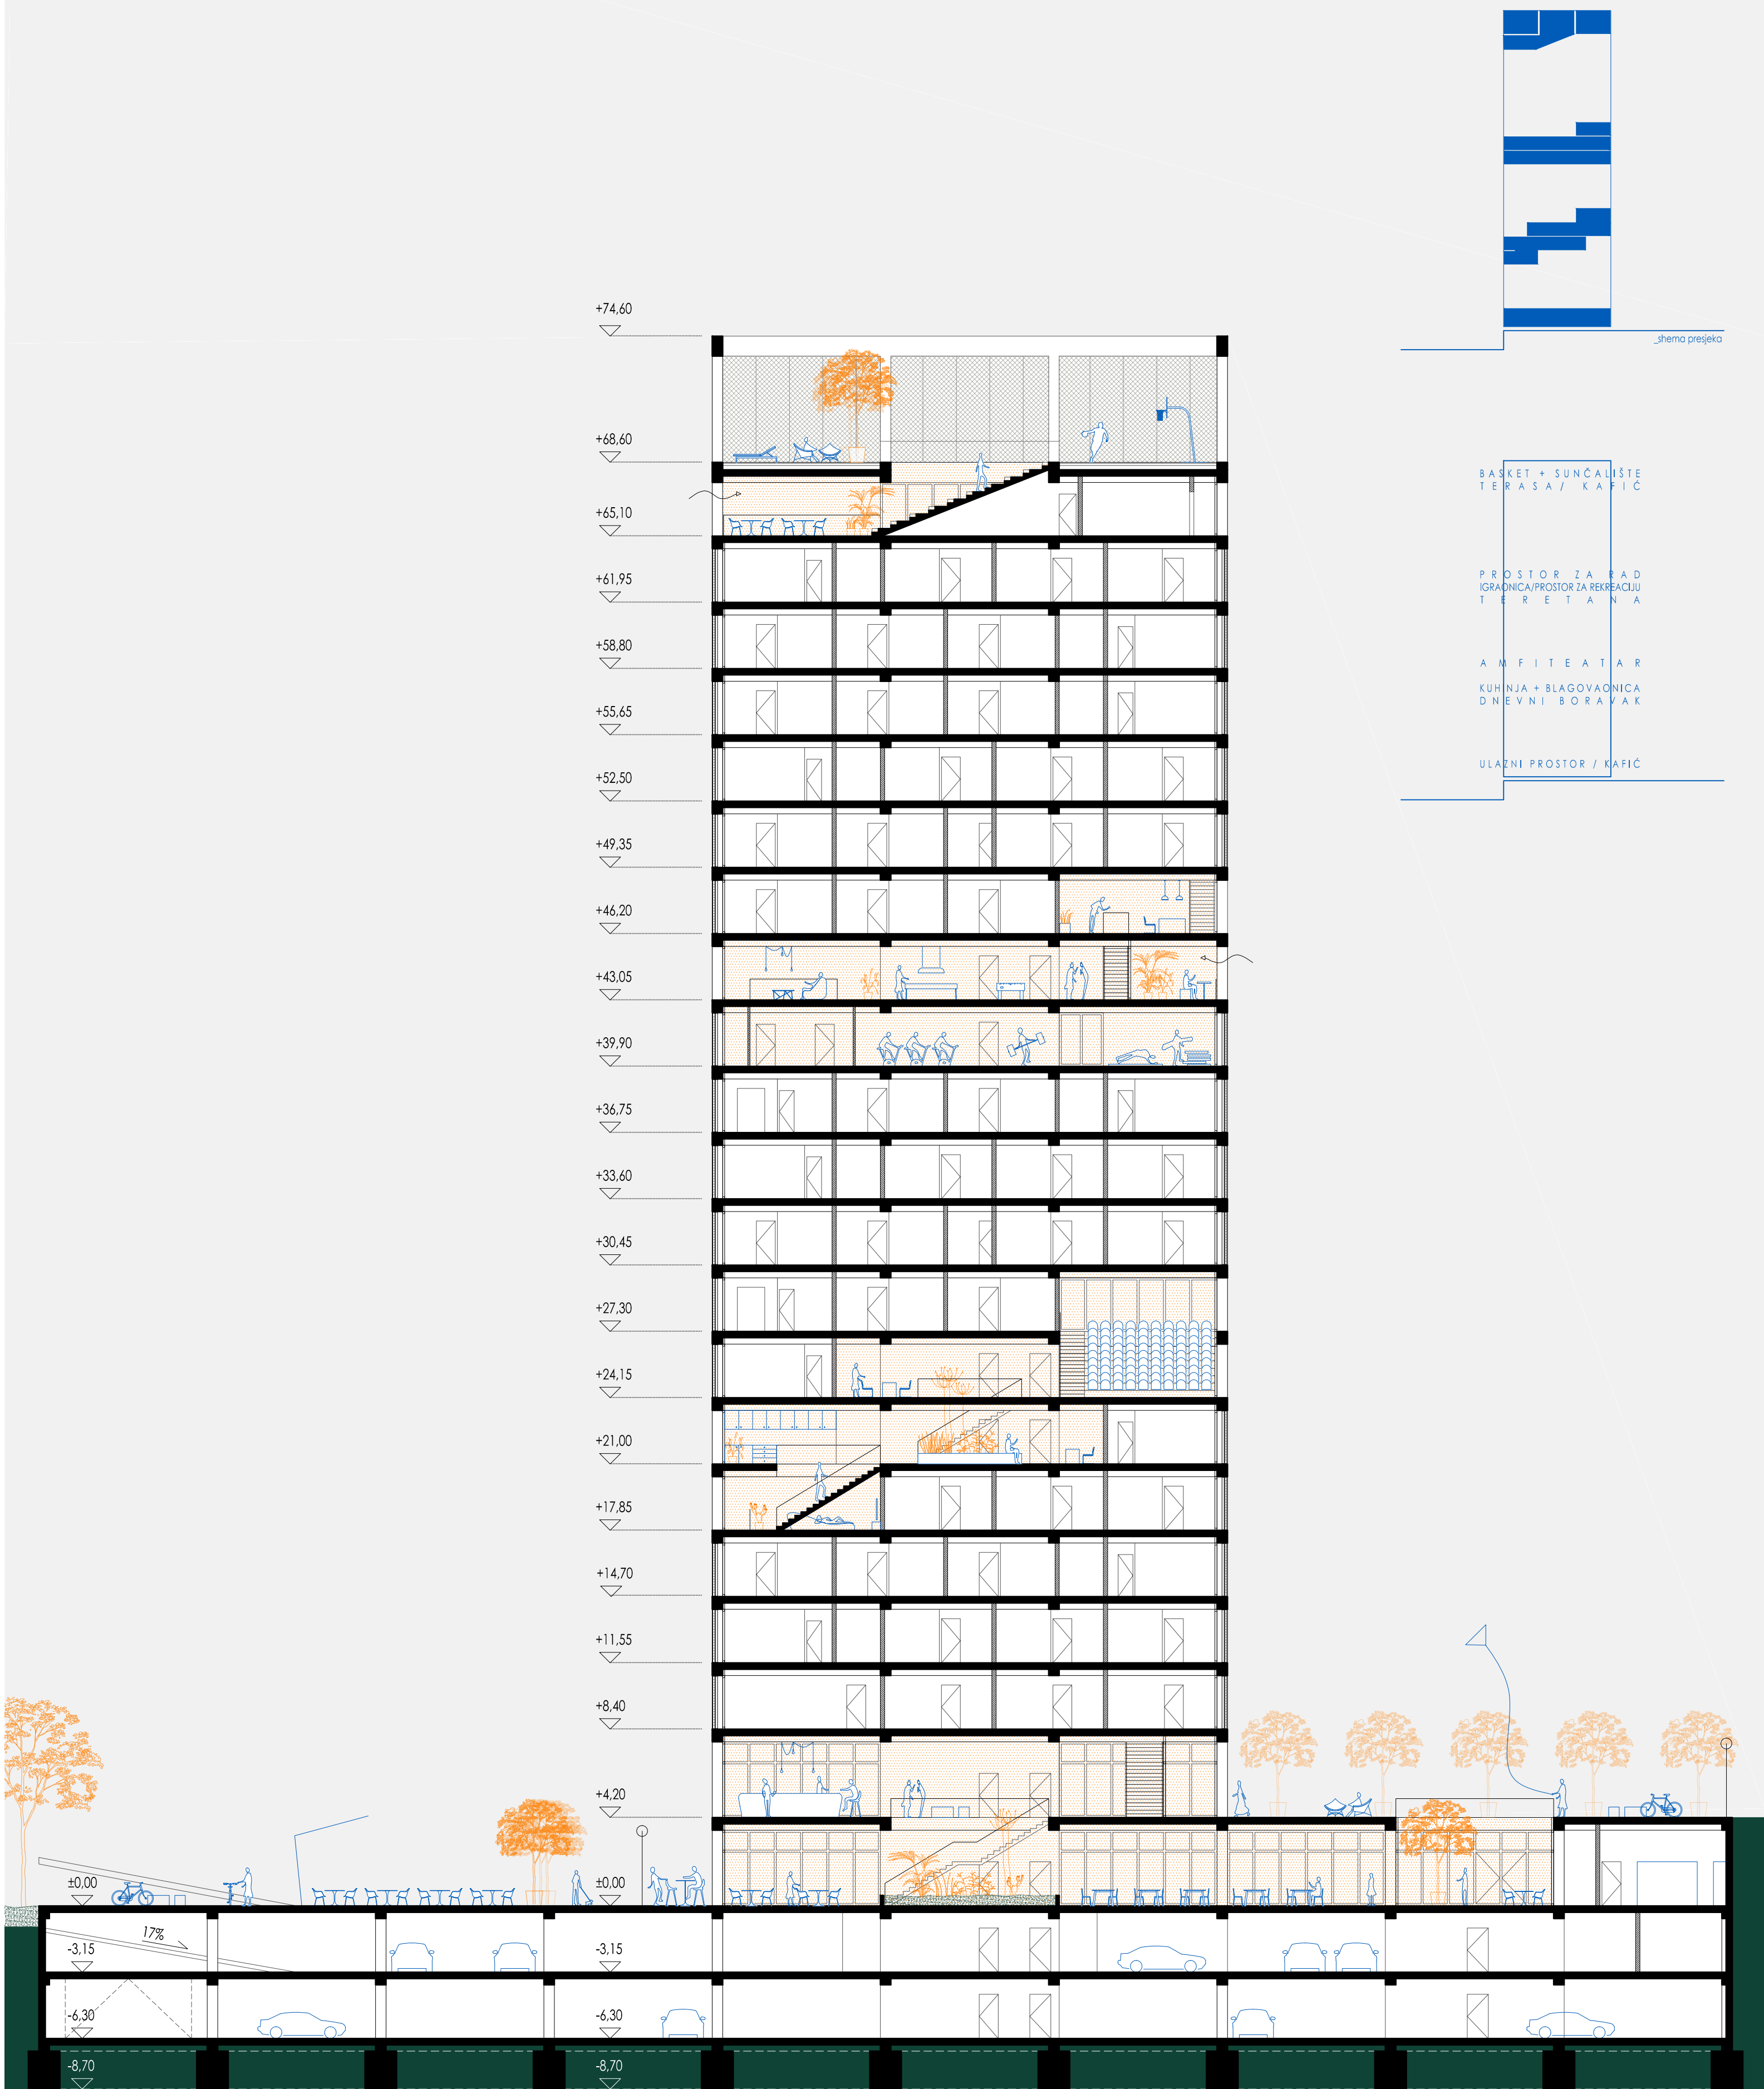 _shema presjeka
+74,60
+68,60
BASKET + SUNČALIŠTE
TERASA / KAFIĆ
+65,10
+61,95
PROSTOR ZA RAD
IGRAONICA/PROSTOR ZA REKREACIJU
TERETANA
+58,80
AMFITEATAR
KUHINJA + BLAGOVAONICA
DNEVNI BORAVAK
+55,65
+52,50
ULAZNI PROSTOR / KAFIĆ
+49,35
+46,20
+43,05
+39,90
+36,75
+33,60
+30,45
+27,30
+24,15
+21,00
+17,85
+14,70
+11,55
+8,40
+4,20
±0,00 ±0,00
17%
-3,15 -3,15
-6,30 -6,30
-8,70 -8,70